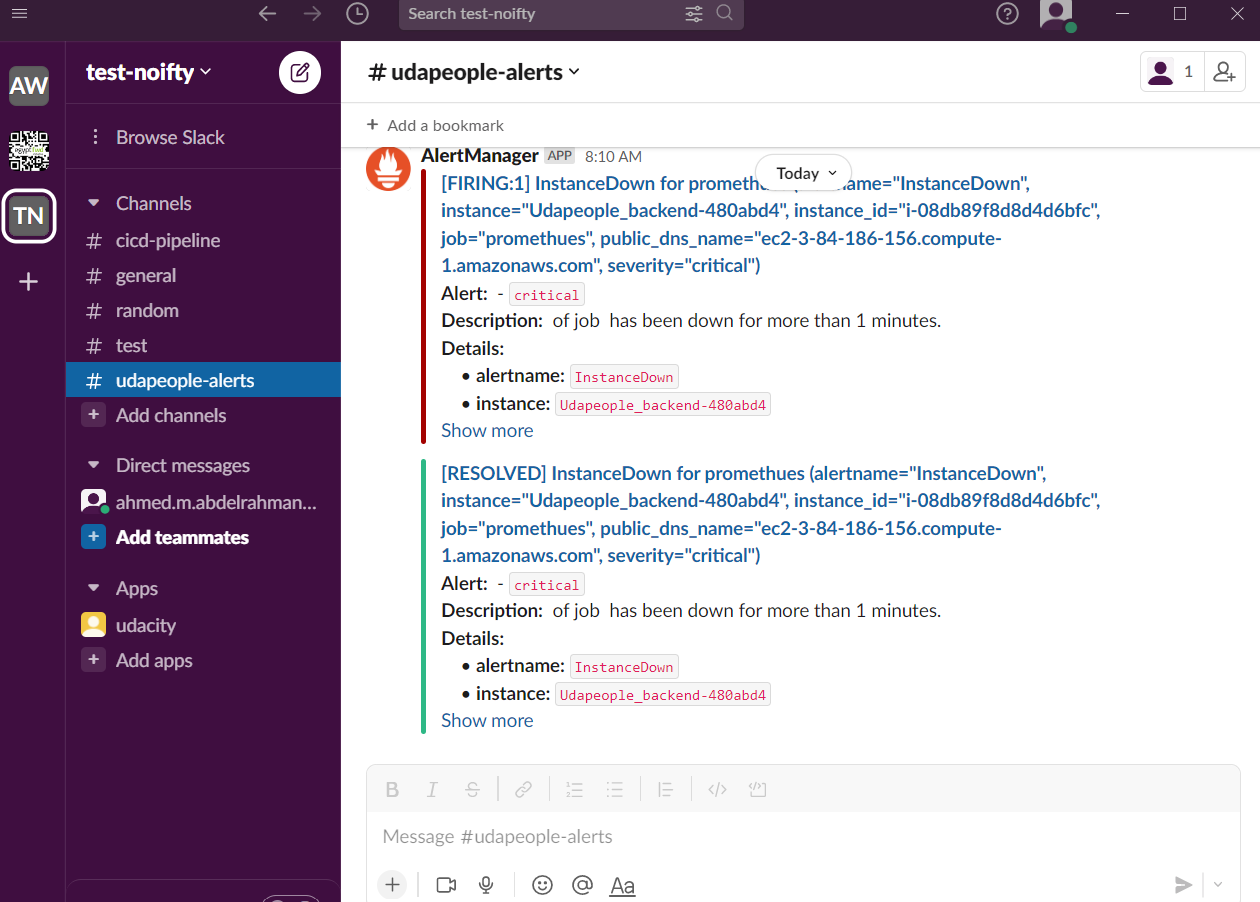 Search test-noifty
AW
TN
test-noifty
Browse Slack
Channels
# cicd-pipeline
# general
# random
# test
# udapeople-alerts
+ Add channels
Direct messages
ahmed.m.abdelrahman...
+ Add teammates
Apps
udacity
+ Add apps
# udapeople-alerts
1
+ Add a bookmark
Today
AlertManager APP 8:10 AM
[FIRING:1] InstanceDown for ="InstanceDown",
instance="Udapeople_backend-480abd4", instance_id="i-08db89f8d8d4d6bfc",
job="promethues", public_dns_name="ec2-3-84-186-156.compute-
1.amazonaws.com", severity="critical")
Alert: - critical
Description: of job has been down for more than 1 minutes.
Details:
• alertname: InstanceDown
• instance: Udapeople_backend-480abd4
Show more
[RESOLVED] InstanceDown for promethues (alertname="InstanceDown",
instance="Udapeople_backend-480abd4", instance_id="i-08db89f8d8d4d6bfc",
job="promethues", public_dns_name="ec2-3-84-186-156.compute-
1.amazonaws.com", severity="critical")
Alert: - critical
Description: of job has been down for more than 1 minutes.
Details:
• alertname: InstanceDown
• instance: Udapeople_backend-480abd4
Show more
B I S
Message #udapeople-alerts
@ Aa